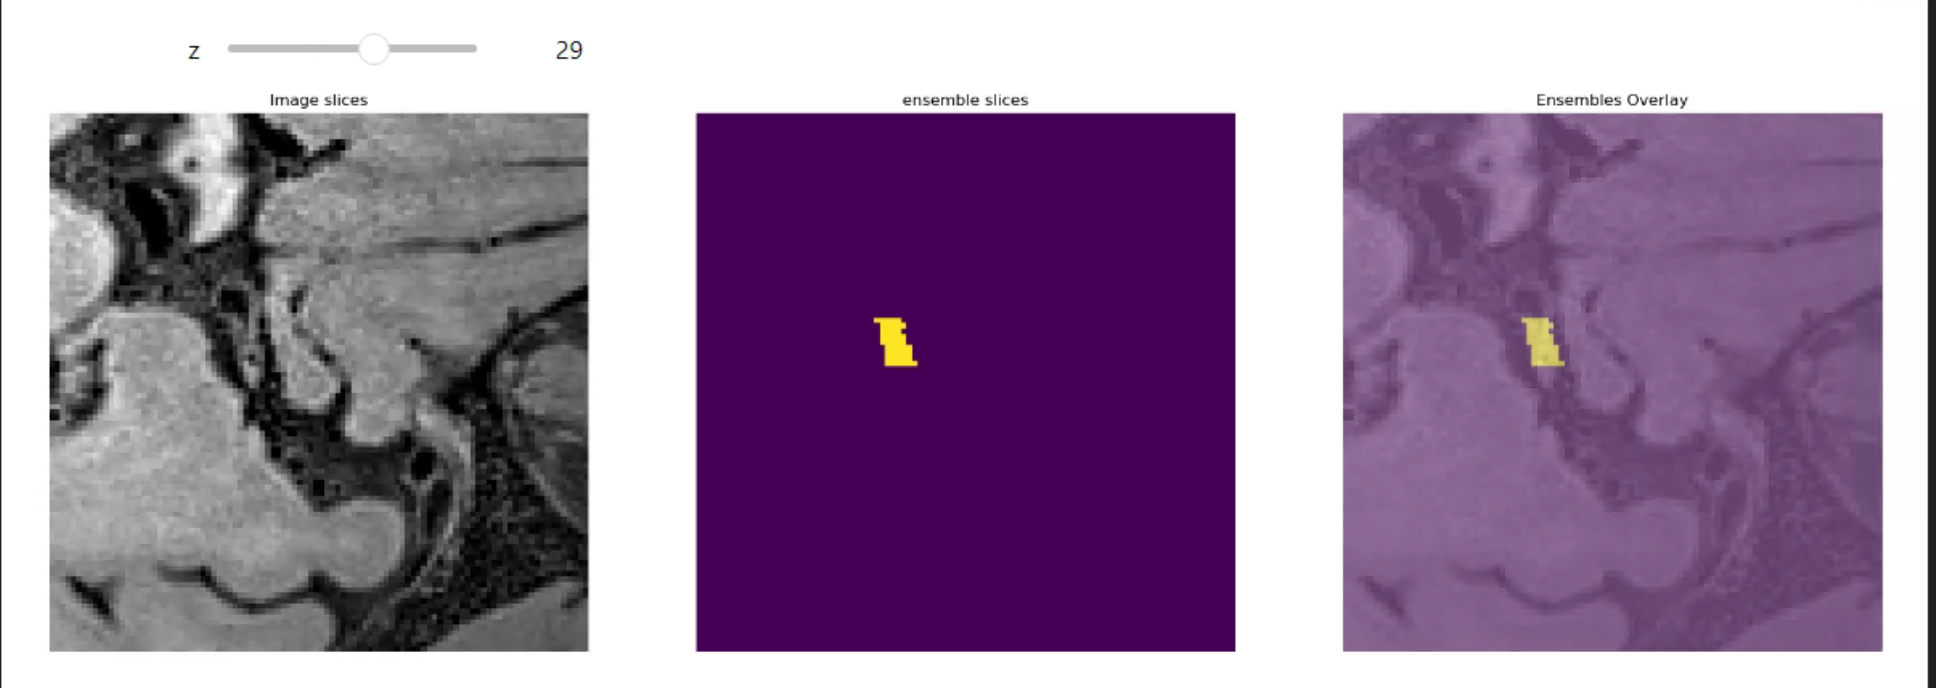 z 29
Image slices
ensemble slices
Ensembles Overlay